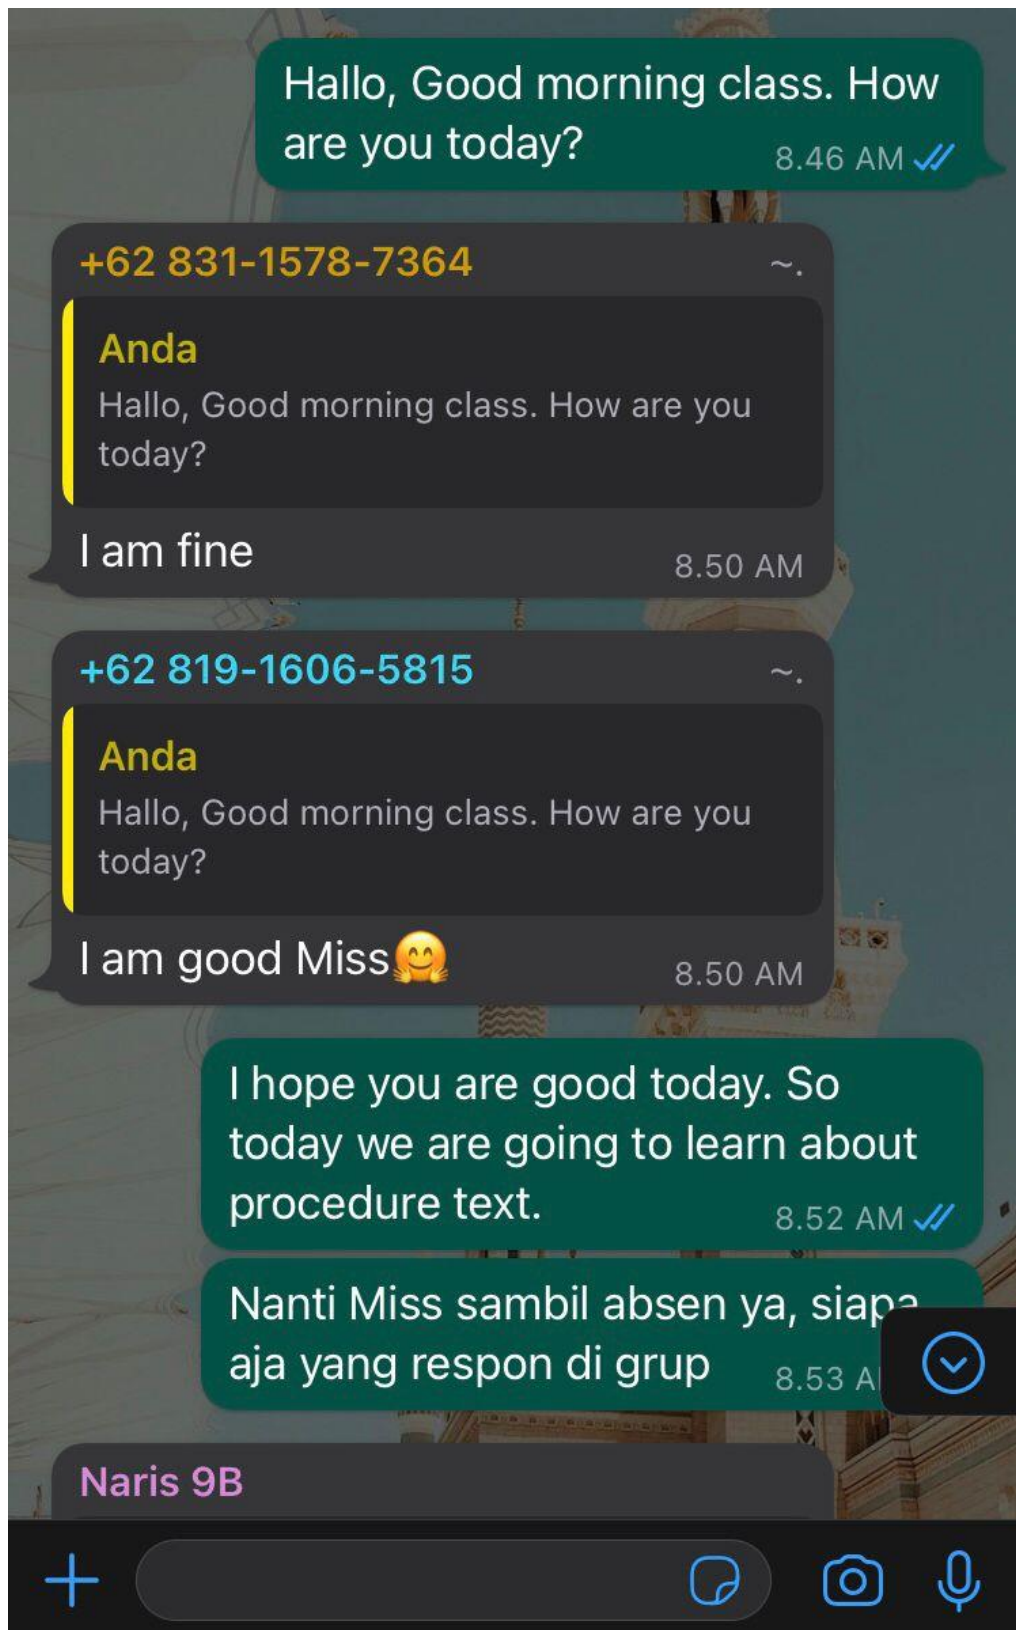 Hallo, Good morning class. How
are you today?
8.46 AM
+62 831-1578-7364 ~.
Anda
Hallo, Good morning class. How are you
today?
I am fine
8.50 AM
+62 819-1606-5815 ~.
Anda
Hallo, Good morning class. How are you
today?
I am good Miss🤗
8.50 AM
I hope you are good today. So
today we are going to learn about
procedure text.
8.52 AM
Nanti Miss sambil absen ya, siapa
aja yang respon di grup
8.53
Naris 9B